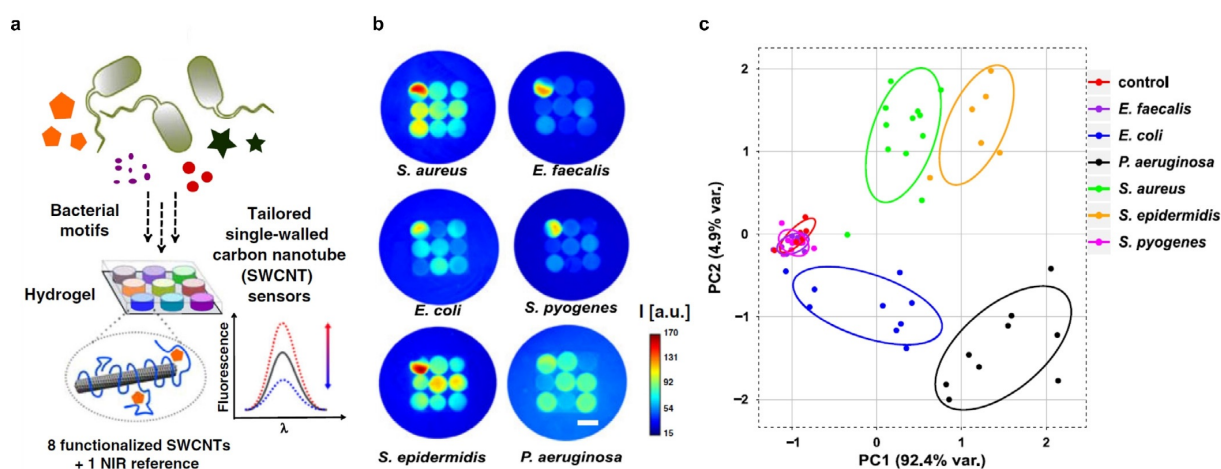 a
Bacterial
motifs
Tailored
single-walled
carbon nanotube
(SWCNT)
sensors
Hydrogel
Fluorescence
λ
8 functionalized SWCNTs
+ 1 NIR reference
b
S. aureus
E. faecalis
E. coli
S. pyogenes
I [a.u.]
170
131
92
54
15
S. epidermidis
P. aeruginosa
c
PC2 (4.9% var.)
2
1
0
−1
−2
−1
0
1
2
PC1 (92.4% var.)
control
E. faecalis
E. coli
P. aeruginosa
S. aureus
S. epidermidis
S. pyogenes